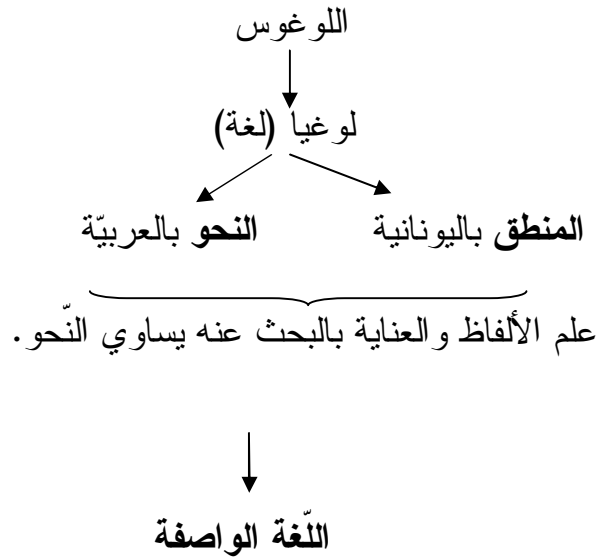 اللوغوس
لوغيا (لغة)
المنطق باليونانية النحو بالعربيّة
علم الألفاظ والعناية بالبحث عنه يساوي النّحو.
اللّغة الواصفة